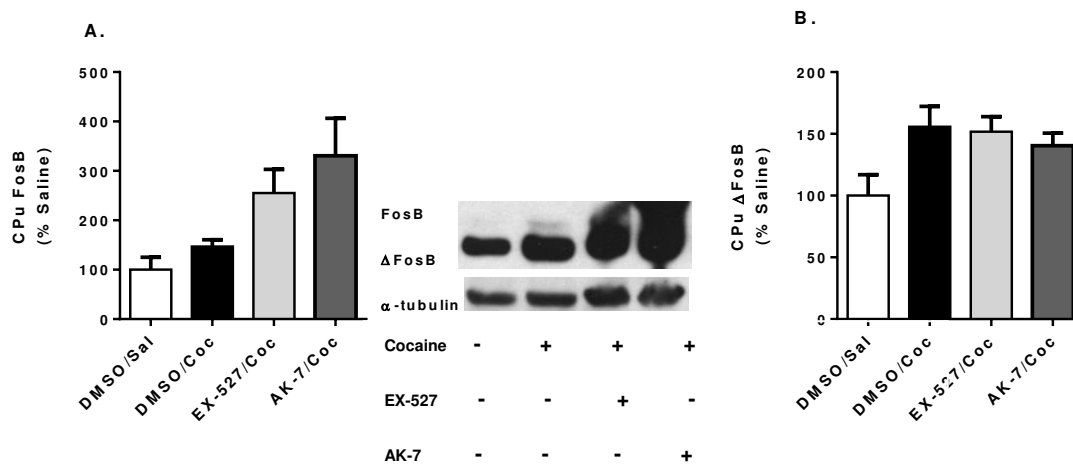 A.
CPu FosB
(% Saline)
500
400
300
200
100
0
DMSO/Sal
DMSO/Coc
EX-527/Coc
AK-7/Coc
FosB
ΔFosB
α-tubulin
Cocaine - + + +
EX-527 - - + -
AK-7 - - - +
B.
CPu ΔFosB
(% Saline)
200
150
100
50
0
DMSO/Sal
DMSO/Coc
EX-527/Coc
AK-7/Coc